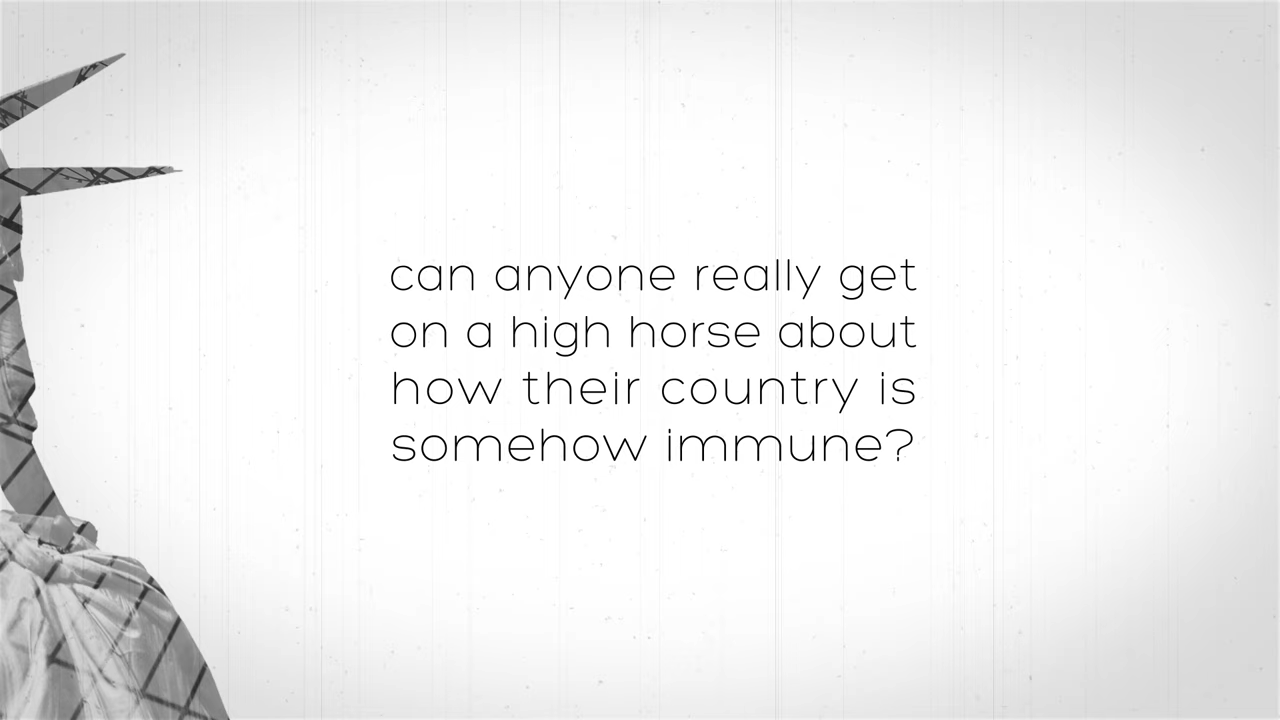 can anyone really get
on a high horse about
how their country is
somehow immune?